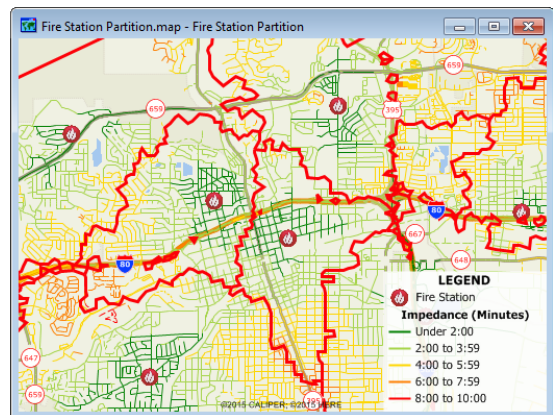 Fire Station Partition.map - Fire Station Partition
659
659
395
80
667
648
80
647
659
395
LEGEND
Fire Station
Impedance (Minutes)
Under 2:00
2:00 to 3:59
4:00 to 5:59
6:00 to 7:59
8:00 to 10:00
©2015 CALIPER; ©2015 HERE